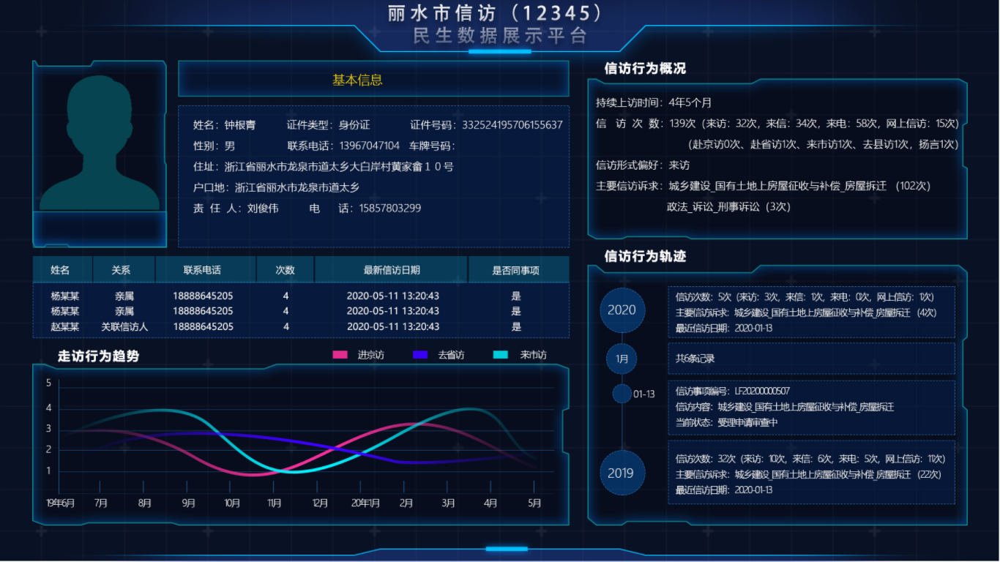 丽水市信访（12345）
民生数据展示平台
基本信息
姓名：钟根青 证件类型：身份证 证件号码：332524195706155637
性别：男 联系电话：13967047104 车牌号码：
住址：浙江省丽水市龙泉市道太乡大白岸村黄家畲１０号
户口地：浙江省丽水市龙泉市道太乡
责 任 人：刘俊伟 电 话：15857803299
姓名 关系 联系电话 次数 最新信访日期 是否同事项
杨某某 亲属 18888645205 4 2020-05-11 13:20:43 是
杨某某 亲属 18888645205 4 2020-05-11 13:20:43 是
赵某某 关联信访人 18888645205 4 2020-05-11 13:20:43 是
走访行为趋势
进京访 去省访 来市访
5
4
3
2
1
19年6月 7月 8月 9月 10月 11月 12月 20年1月 2月 3月 4月 5月
信访行为概况
持续上访时间：4年5个月
信 访 次 数：139次（来访：32次，来信：34次，来电：58次，网上信访：15次）
（赴京访0次、赴省访1次、来市访1次、去县访1次，扬言1次）
信访形式偏好：来访
主要信访诉求：城乡建设_国有土地上房屋征收与补偿_房屋拆迁 （102次）
政法_诉讼_刑事诉讼（3次）
信访行为轨迹
2020
信访次数：5次（来访：3次，来信：1次，来电：0次，网上信访：1次）
主要信访诉求：城乡建设_国有土地上房屋征收与补偿_房屋拆迁 （4次）
最近信访日期：2020-01-13
1月
共6条记录
01-13
信访事项编号：LF20200000507
信访内容：城乡建设_国有土地上房屋征收与补偿_房屋拆迁
当前状态：受理申请审查中
2019
信访次数：32次（来访：10次，来信：6次，来电：5次，网上信访：11次）
主要信访诉求：城乡建设_国有土地上房屋征收与补偿_房屋拆迁 （22次）
最近信访日期：2020-01-13